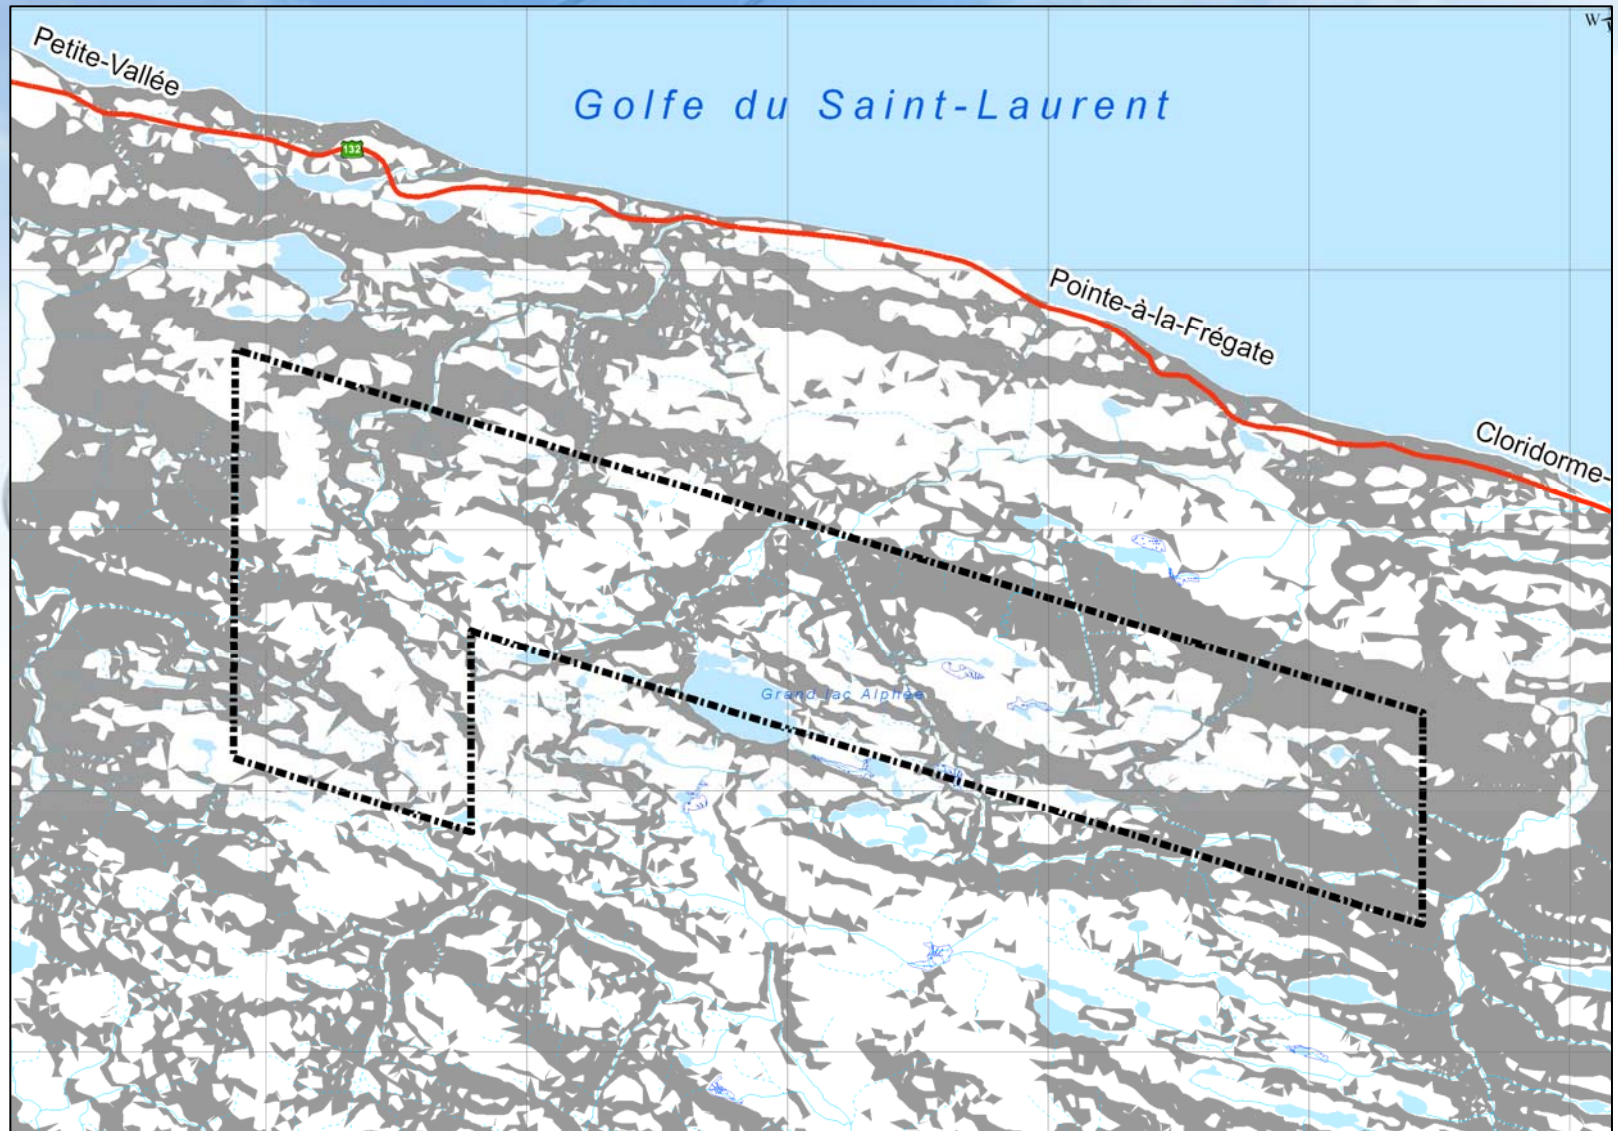 W
Petite-Vallée
Golfe du Saint-Laurent
132
Pointe-à-la-Frégate
Cloridorme-
Grand lac Alphée